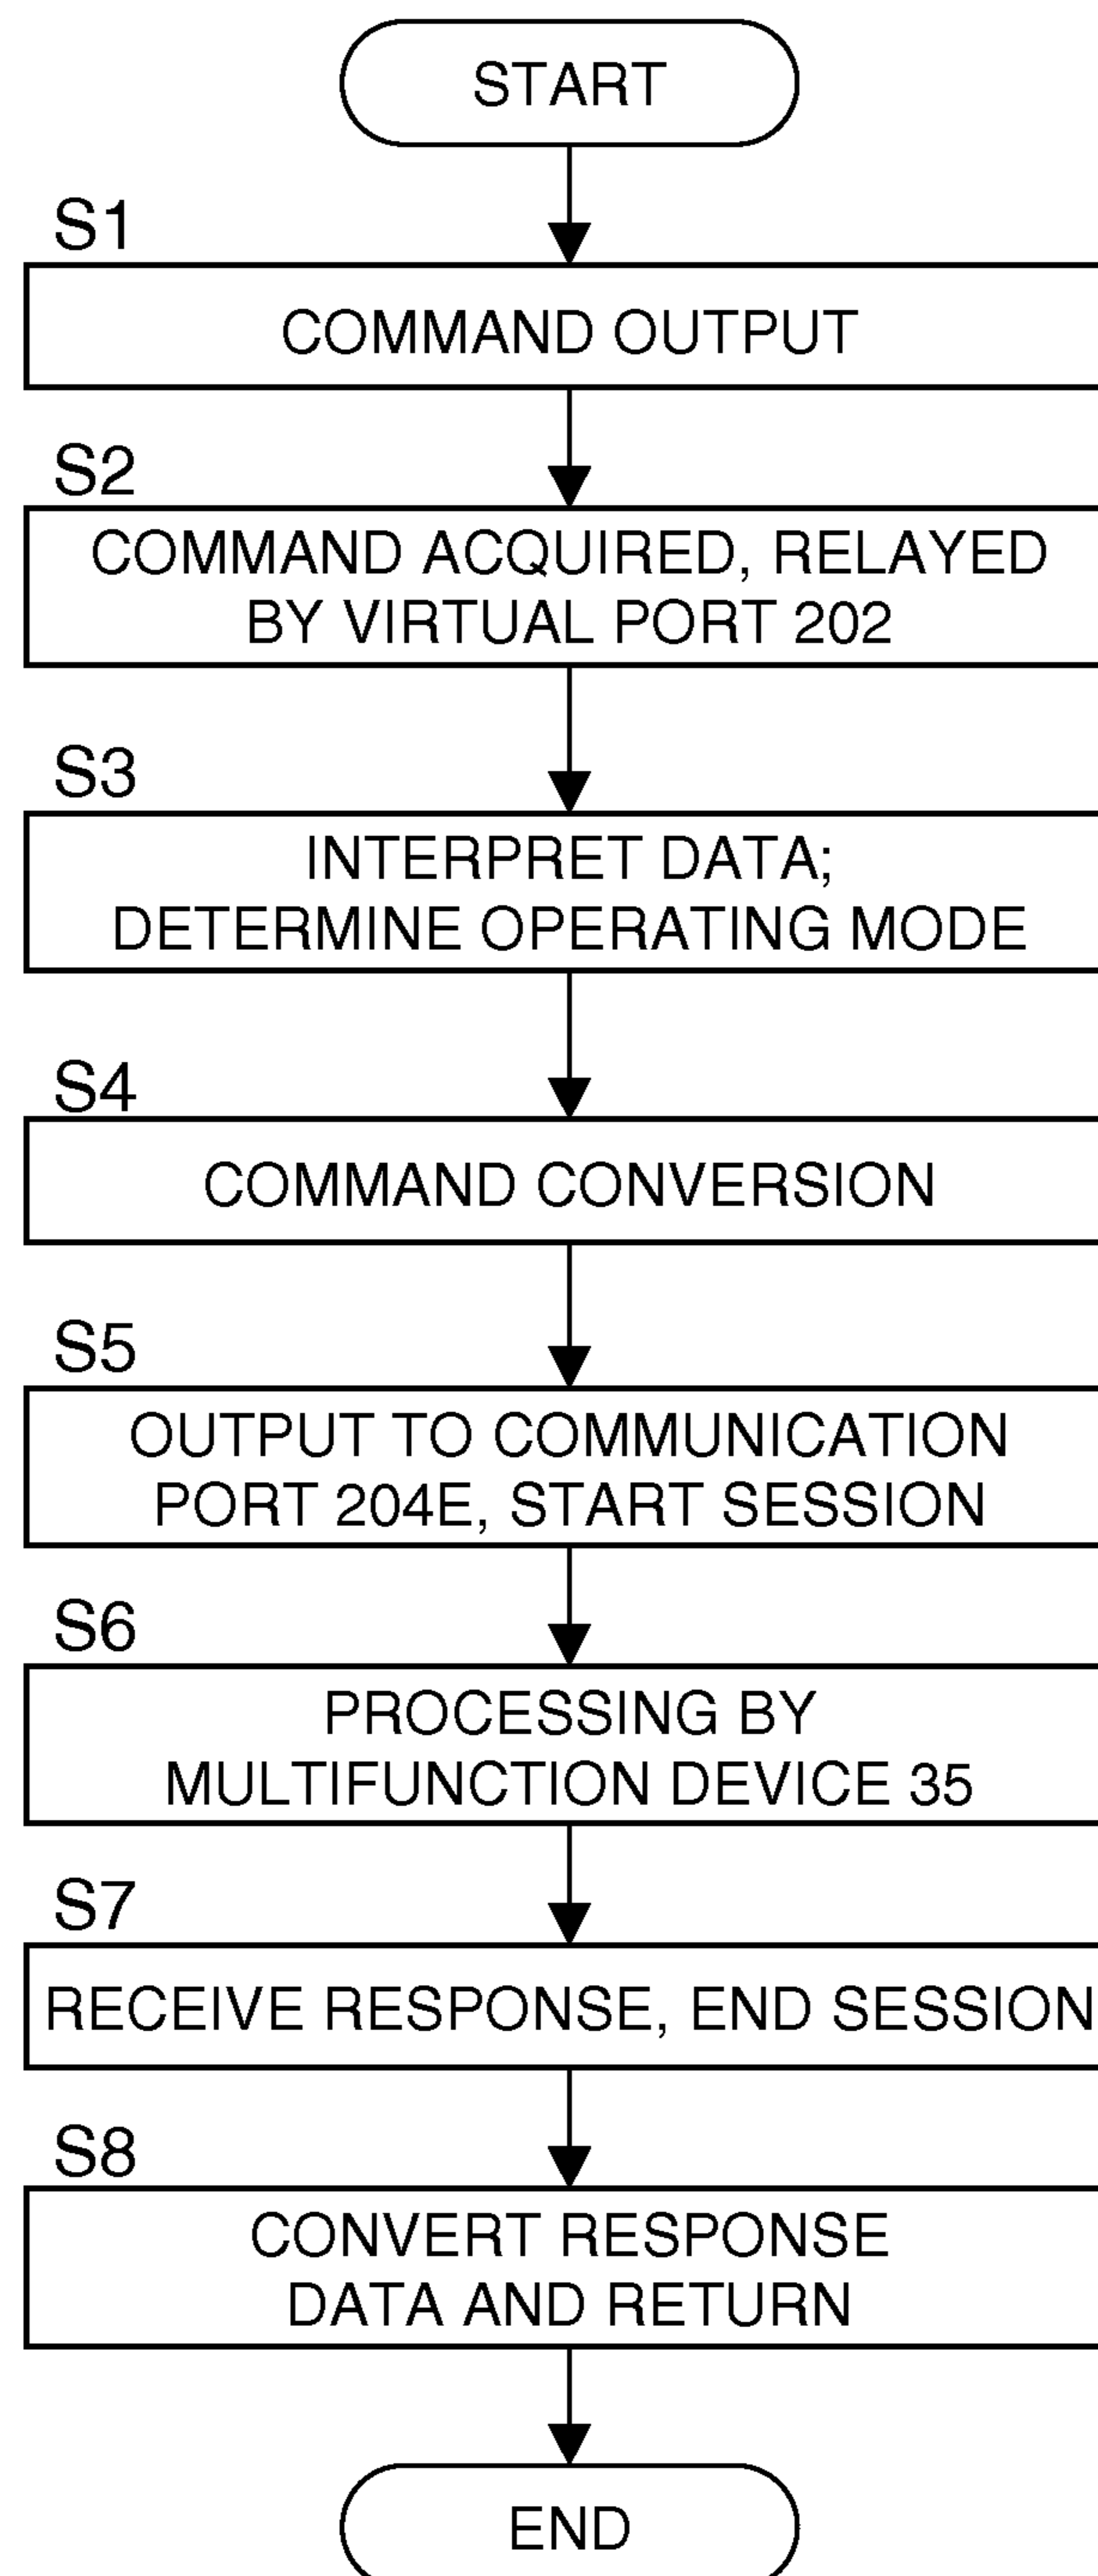 START
S1
COMMAND OUTPUT
S2
COMMAND ACQUIRED, RELAYED
BY VIRTUAL PORT 202
S3
INTERPRET DATA;
DETERMINE OPERATING MODE
S4
COMMAND CONVERSION
S5
OUTPUT TO COMMUNICATION
PORT 204E, START SESSION
S6
PROCESSING BY
MULTIFUNCTION DEVICE 35
S7
RECEIVE RESPONSE, END SESSION
S8
CONVERT RESPONSE
DATA AND RETURN
END